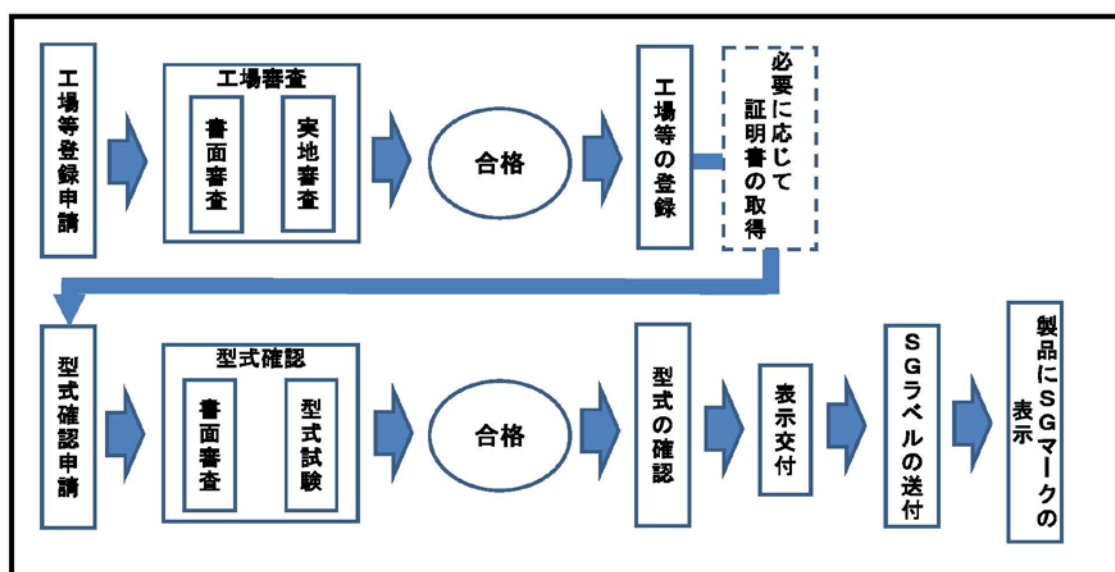 工場等登録申請
工場審査
書面審査
実地審査
合格
工場等の登録
必要に応じて
証明書の取得
型式確認申請
型式確認
書面審査
型式試験
合格
型式の確認
表示交付
SGラベルの送付
製品にSGマークの
表示